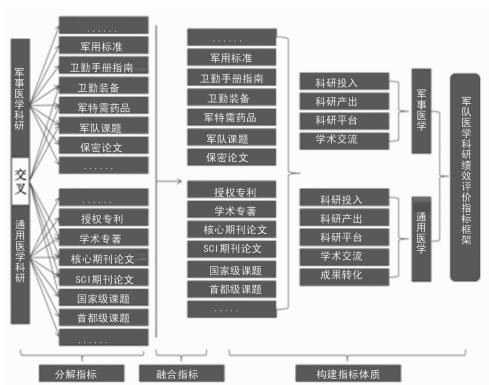 军事医学科研
交叉
通用医学科研
......
军用标准
卫勤手册指南
卫勤装备
军特需药品
军队课题
保密论文
......
......
授权专利
学术专著
核心期刊论文
SCI期刊论文
国家级课题
首都级课题
......
......
军用标准
卫勤手册指南
卫勤装备
军特需药品
军队课题
保密论文
授权专利
学术专著
核心期刊论文
SCI期刊论文
国家级课题
首都级课题
.....
科研投入
科研产出
科研平台
学术交流
科研投入
科研产出
科研平台
学术交流
成果转化
军事医学
通用医学
军队医学科研绩效评价指标框架
分解指标
融合指标
构建指标体质